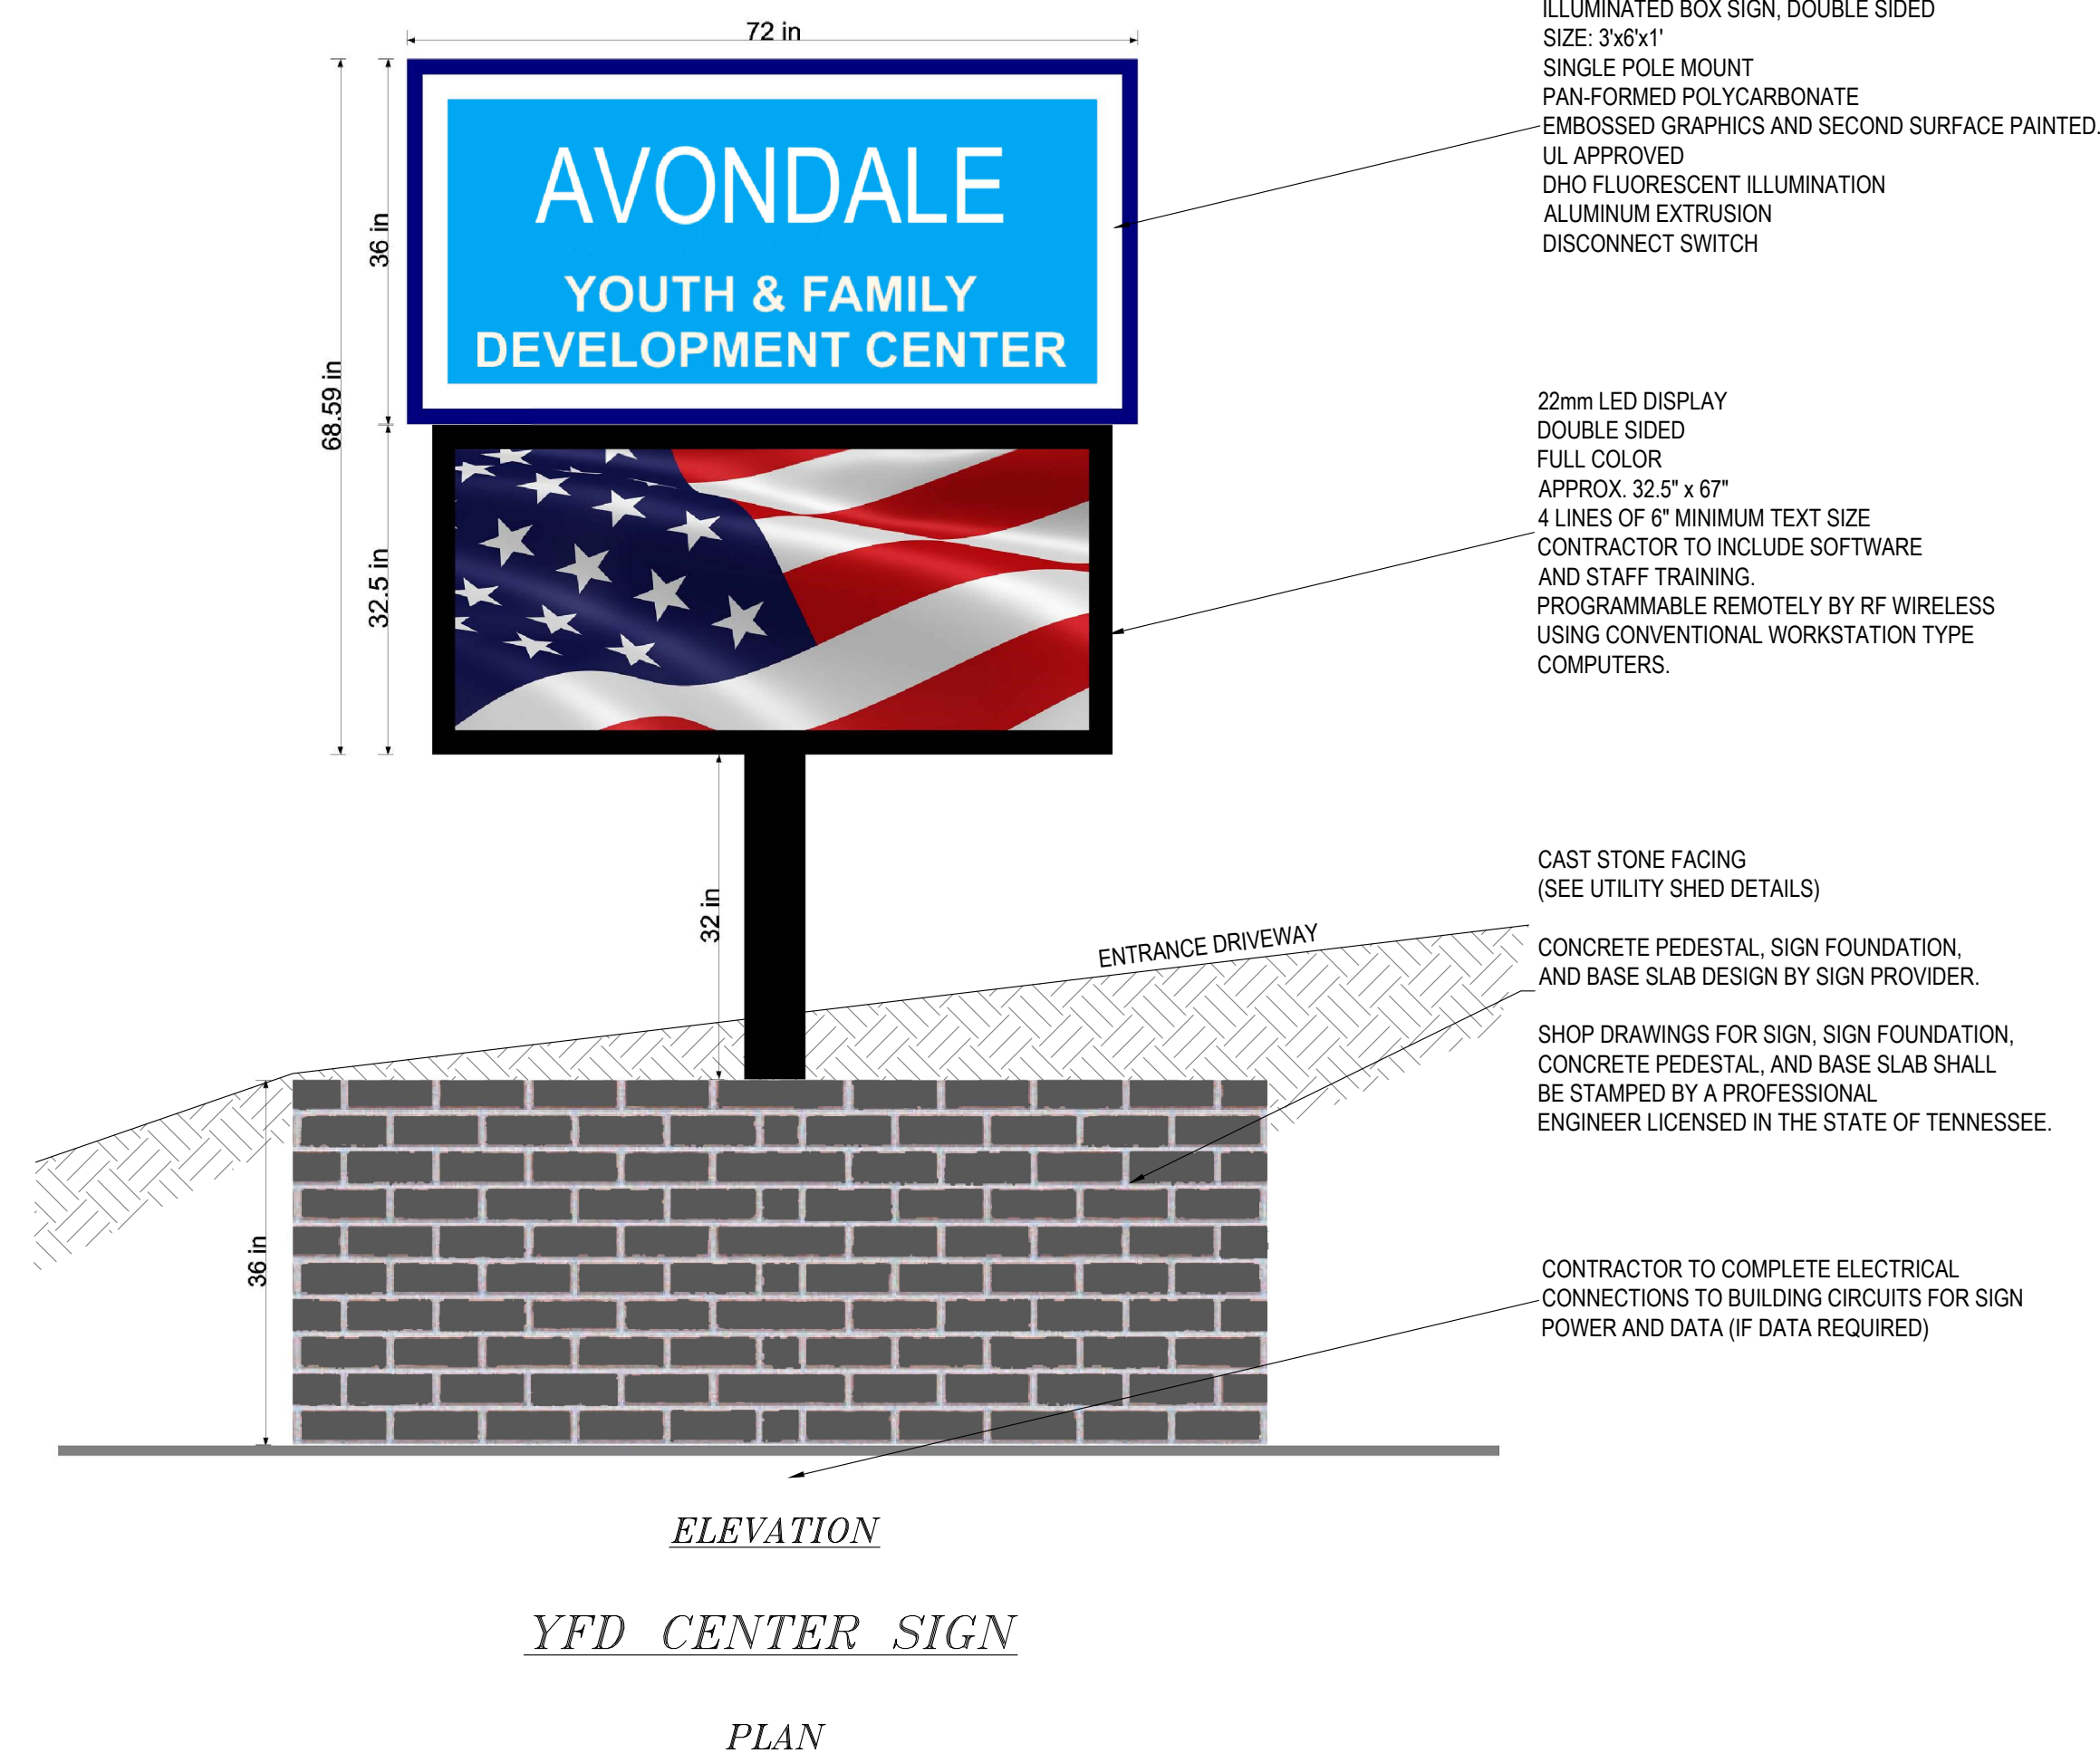 72 in
36 in
68.59 in
AVONDALE
YOUTH & FAMILY
DEVELOPMENT CENTER
32.5 in
32 in
ENTRANCE DRIVEWAY
36 in
ILLUMINATED BOX SIGN, DOUBLE SIDED
SIZE: 3'x6'x1'
SINGLE POLE MOUNT
PAN-FORMED POLYCARBONATE
EMBOSSED GRAPHICS AND SECOND SURFACE PAINTED.
UL APPROVED
DHO FLUORESCENT ILLUMINATION
ALUMINUM EXTRUSION
DISCONNECT SWITCH
22mm LED DISPLAY
DOUBLE SIDED
FULL COLOR
APPROX. 32.5" x 67"
4 LINES OF 6" MINIMUM TEXT SIZE
CONTRACTOR TO INCLUDE SOFTWARE
AND STAFF TRAINING.
PROGRAMMABLE REMOTELY BY RF WIRELESS
USING CONVENTIONAL WORKSTATION TYPE
COMPUTERS.
CAST STONE FACING
(SEE UTILITY SHED DETAILS)
CONCRETE PEDESTAL, SIGN FOUNDATION,
AND BASE SLAB DESIGN BY SIGN PROVIDER.
SHOP DRAWINGS FOR SIGN, SIGN FOUNDATION,
CONCRETE PEDESTAL, AND BASE SLAB SHALL
BE STAMPED BY A PROFESSIONAL
ENGINEER LICENSED IN THE STATE OF TENNESSEE.
CONTRACTOR TO COMPLETE ELECTRICAL
CONNECTIONS TO BUILDING CIRCUITS FOR SIGN
POWER AND DATA (IF DATA REQUIRED)
ELEVATION
YFD CENTER SIGN
PLAN